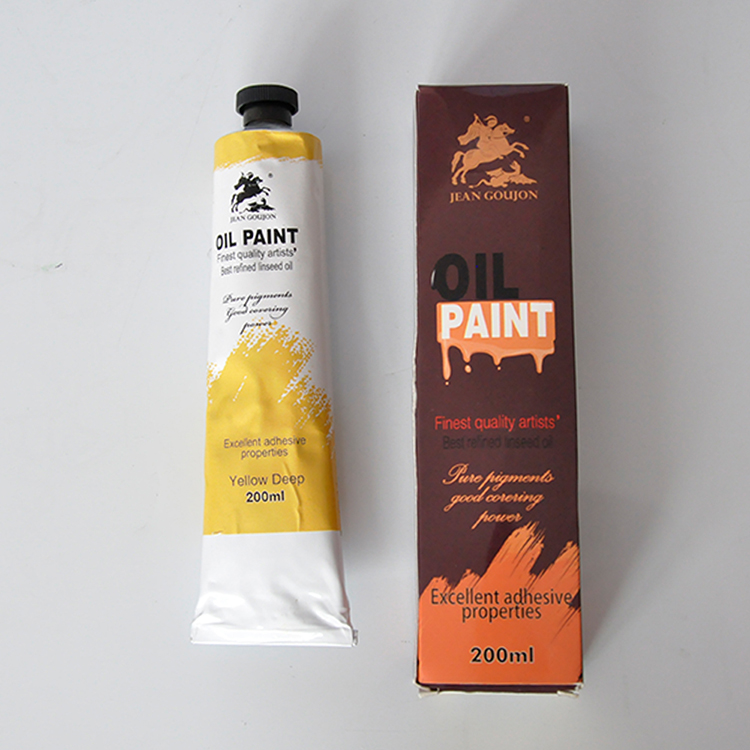 ®
JEAN GOUJON
OIL PAINT
Finest quality artists"
Best refined linseed oil
Pure pigments
Good covering
power
Excellent adhesive
properties
Yellow Deep
200ml
®
JEAN GOUJON
OIL
PAINT
Finest quality artists"
Best refined linseed oil
Pure pigments
good corering
power
Excellent adhesive
properties
200ml